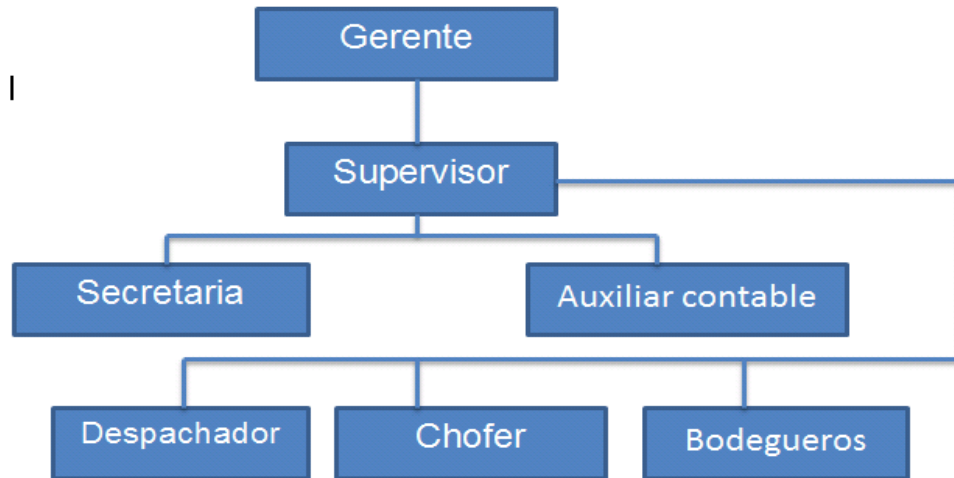 Gerente
Supervisor
Secretaria
Auxiliar contable
Despachador
Chofer
Bodegueros